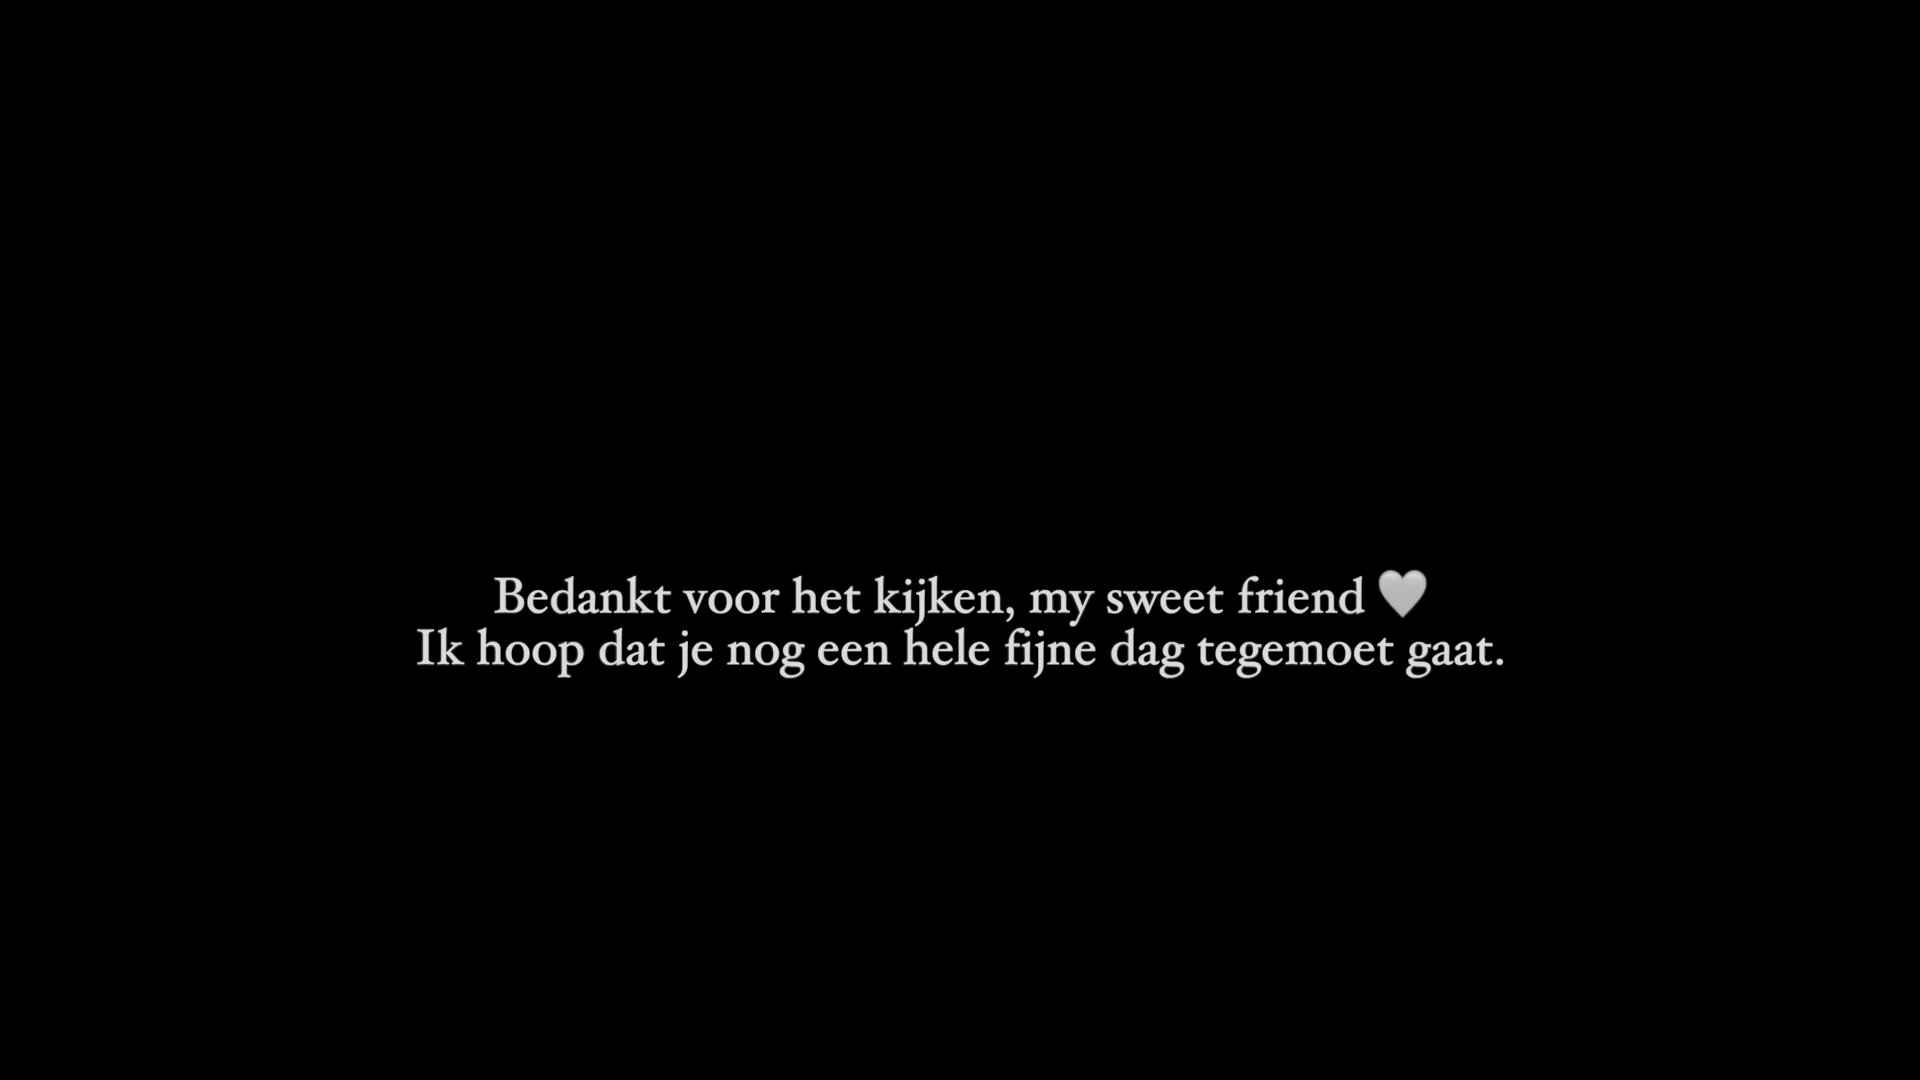 Bedankt voor het kijken, my sweet friend 🤍
Ik hoop dat je nog een hele fijne dag tegemoet gaat.